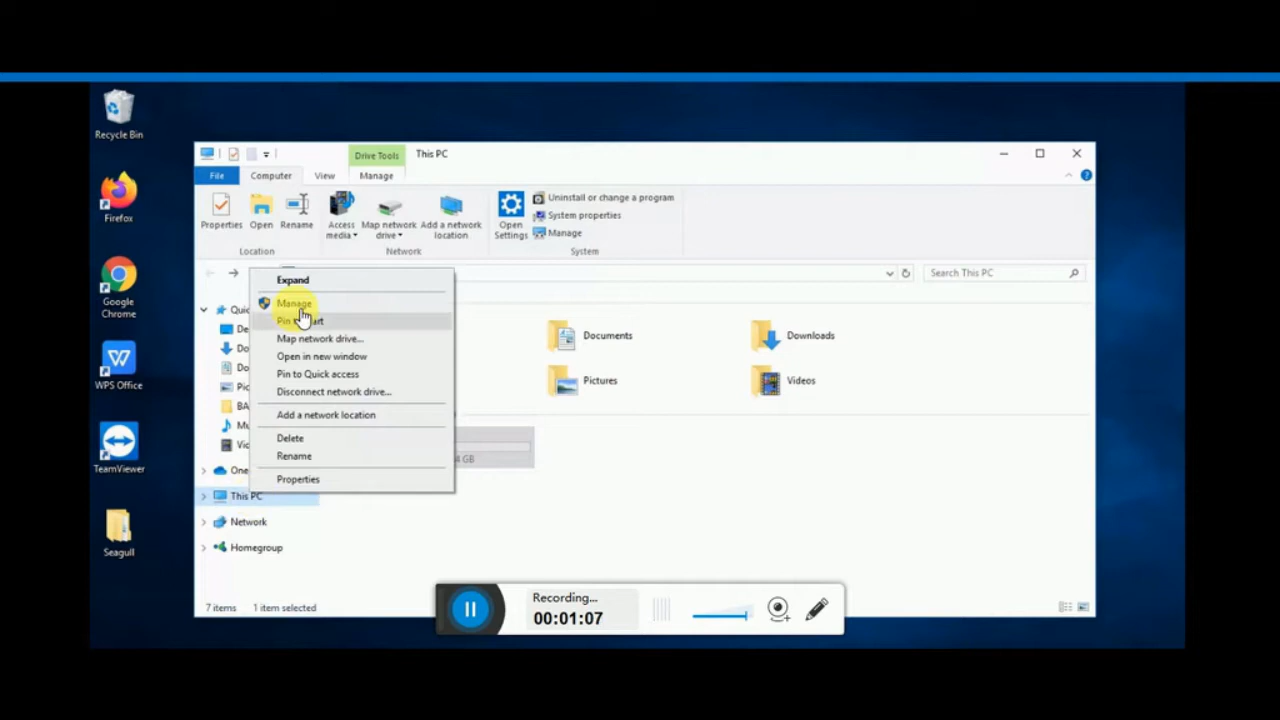 Recycle Bin
Firefox
Google
Chrome
WPS Office
TeamViewer
Seagull
Drive Tools
This PC
File
Computer
View
Manage
Properties
Open
Rename
Access
media
Map network
drive
Add a network
location
Open
Settings
Uninstall or change a program
System properties
Manage
Location
Network
System
Search This PC
Expand
Manage
Map network drive...
Open in new window
Pin to Quick access
Disconnect network drive...
Add a network location
Delete
Rename
Properties
Documents
Downloads
Pictures
Videos
This PC
Network
Homegroup
7 items
1 item selected
Recording...
00:01:07